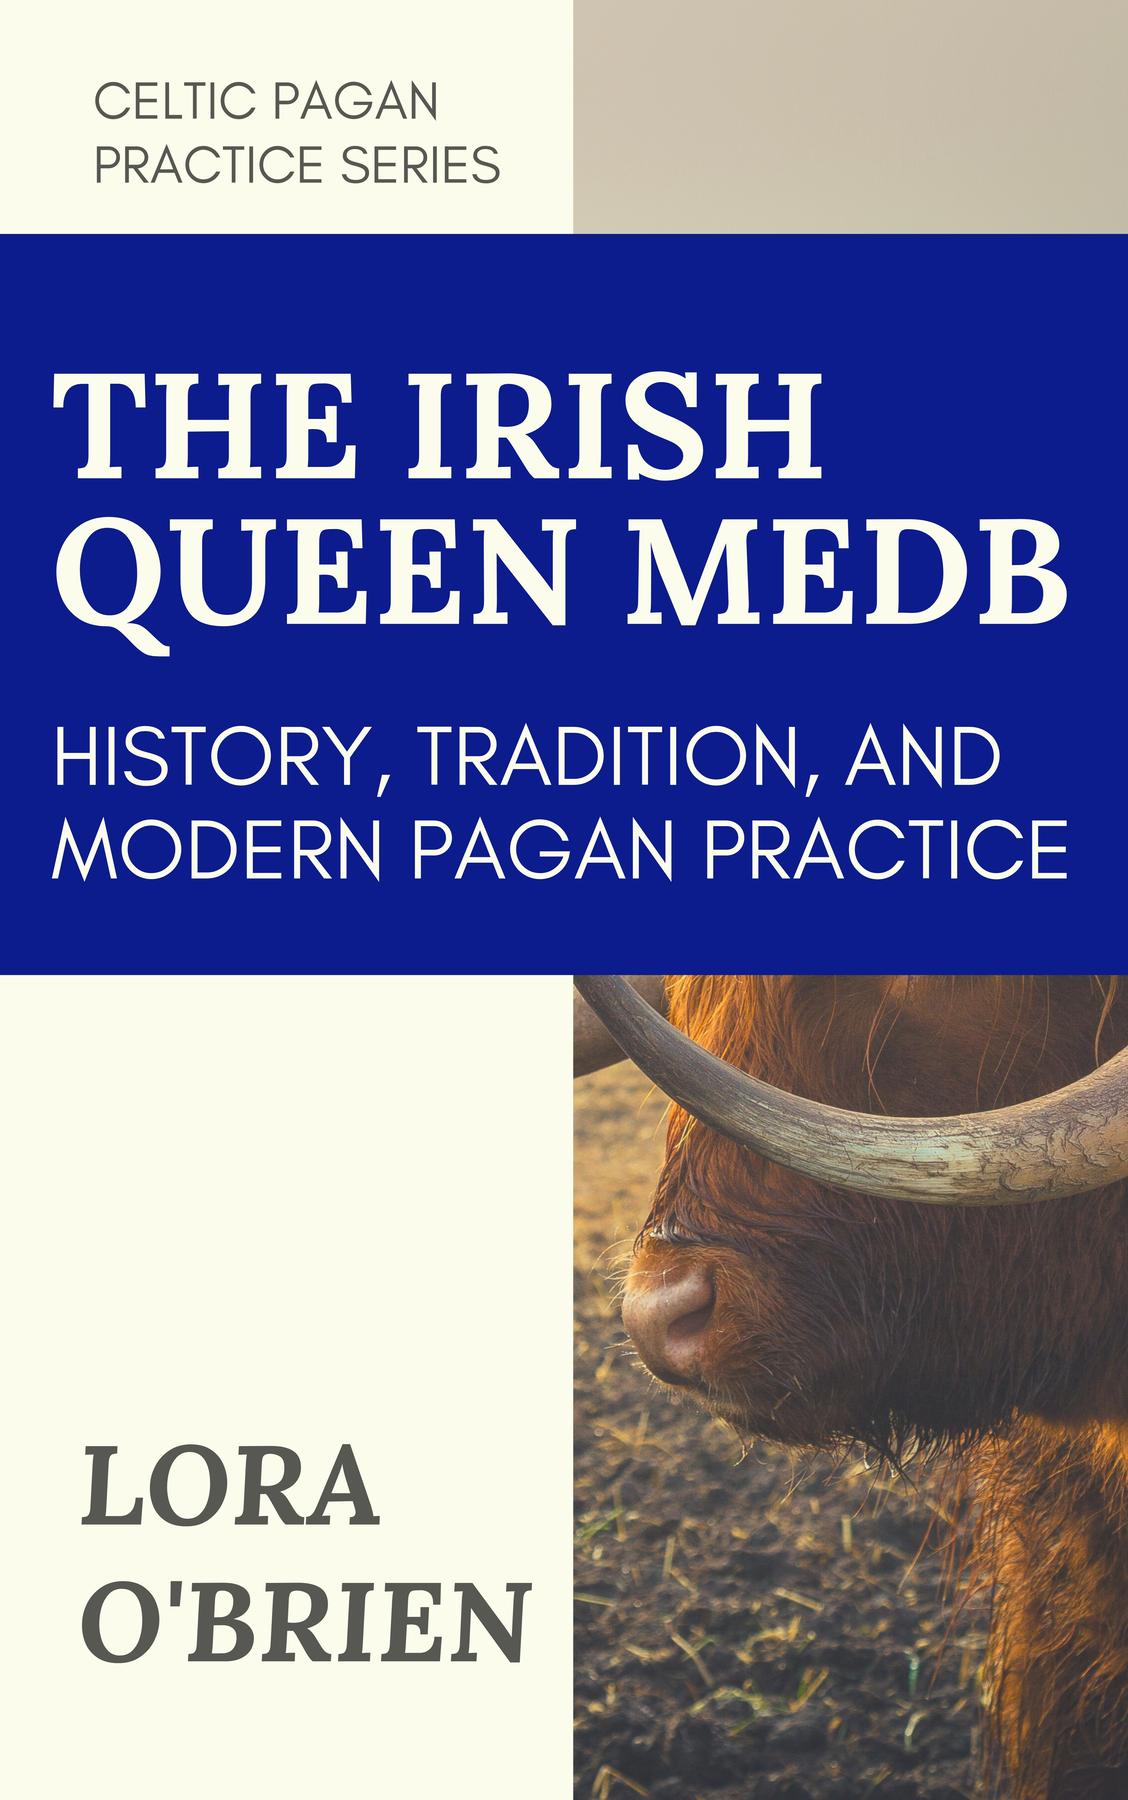 CELTIC PAGAN
PRACTICE SERIES
THE IRISH
QUEEN MEDB
HISTORY, TRADITION, AND
MODERN PAGAN PRACTICE
LORA
O'BRIEN